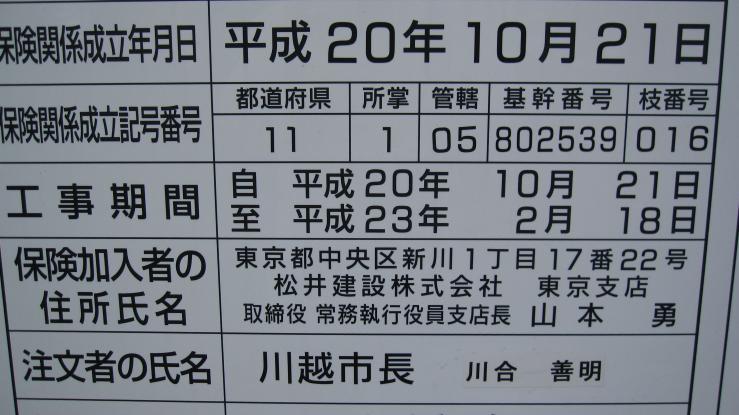 保険関係成立年月日 平成20年10月21日
都道府県 所掌 管轄 基幹番号 枝番号
保険関係成立記号番号 11 1 05 802539 016
工事期間
自 平成20年 10月 21日
至 平成23年 2月 18日
保険加入者の
住所氏名
東京都中央区新川1丁目17番22号
松井建設株式会社 東京支店
取締役 常務執行役員支店長 山本 勇
注文者の氏名 川越市長 川合 善明